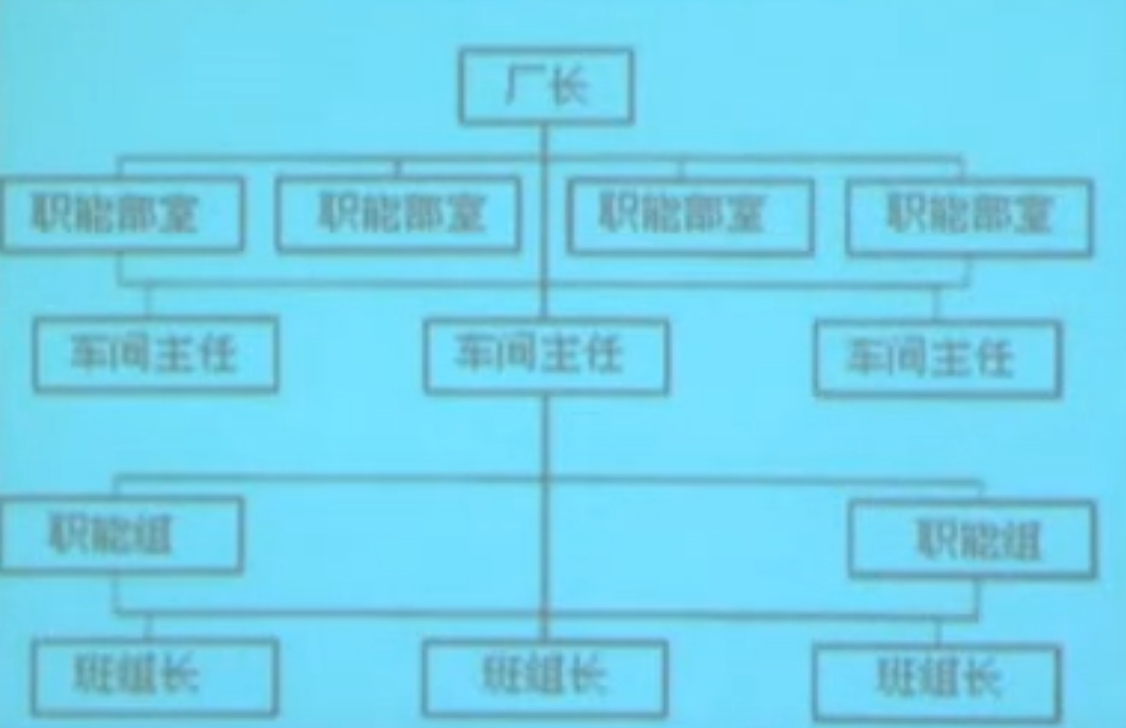 厂长
职能部室 职能部室 职能部室 职能部室
车间主任 车间主任 车间主任
职能组 职能组
班组长 班组长 班组长